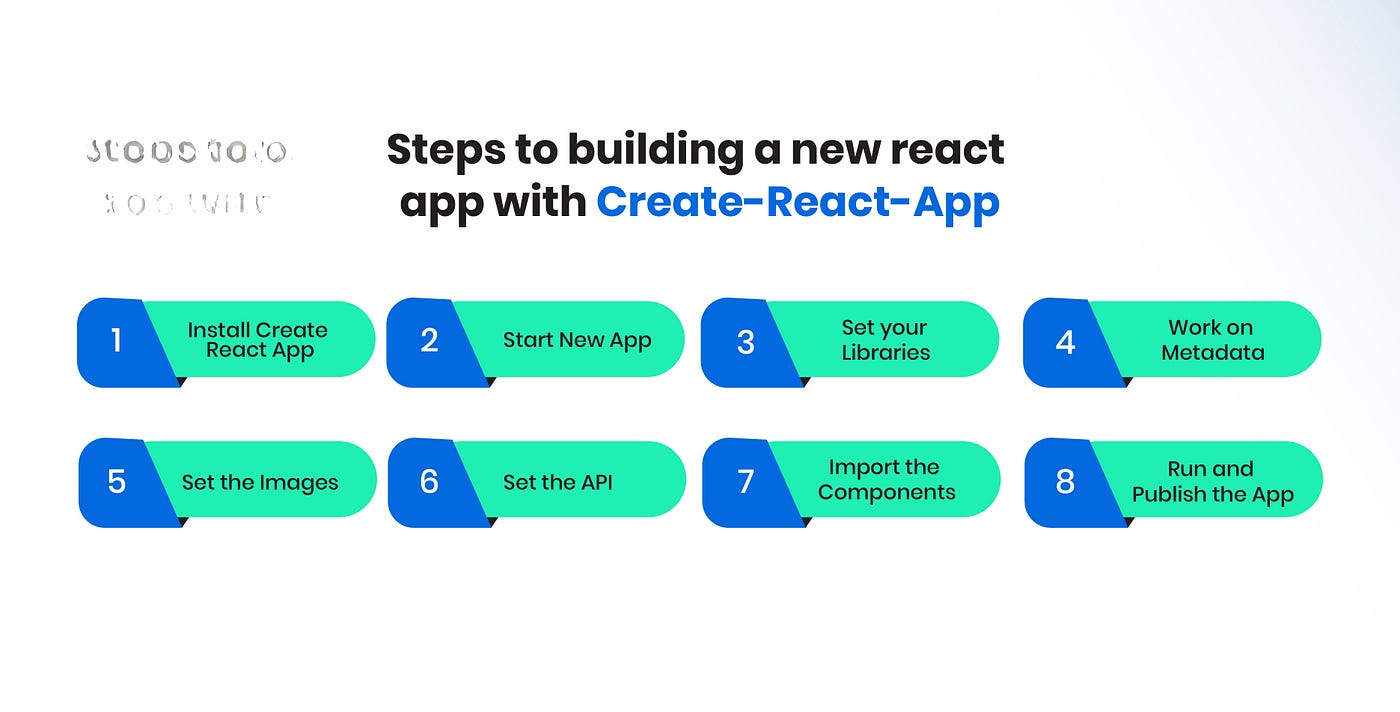 Steps to building a new react
app with Create-React-App
1
Install Create
React App
2
Start New App
3
Set your
Libraries
4
Work on
Metadata
5
Set the Images
6
Set the API
7
Import the
Components
8
Run and
Publish the App